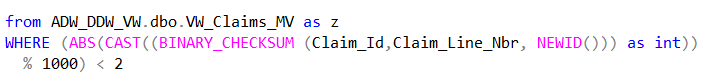 from ADW_DDW_VW.dbo.VW_Claims_MV as z
WHERE (ABS(CAST((BINARY_CHECKSUM (Claim_Id,Claim_Line_Nbr, NEWID())) as int))
% 1000) < 2